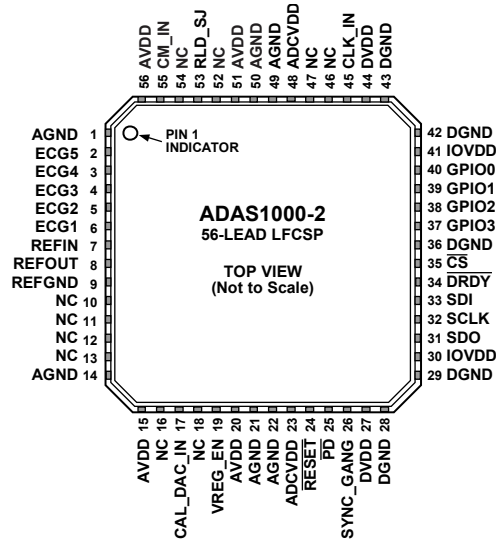 56 AVDD
55 CM_IN
54 NC
53 RLD_SJ
52 NC
51 AVDD
50 AGND
49 AGND
48 ADCVDD
47 NC
46 NC
45 CLK_IN
44 DVDD
43 DGND
AGND 1
ECG5 2
ECG4 3
ECG3 4
ECG2 5
ECG1 6
REFIN 7
REFOUT 8
REFGND 9
NC 10
NC 11
NC 12
NC 13
AGND 14
PIN 1
INDICATOR
ADAS1000-2
56-LEAD LFCSP
TOP VIEW
(Not to Scale)
42 DGND
41 IOVDD
40 GPIO0
39 GPIO1
38 GPIO2
37 GPIO3
36 DGND
35 CS
34 DRDY
33 SDI
32 SCLK
31 SDO
30 IOVDD
29 DGND
AVDD 15
NC 16
CAL_DAC_IN 17
NC 18
VREG_EN 19
AVDD 20
AGND 21
AGND 22
ADCVDD 23
RESET 24
PD 25
SYNC_GANG 26
DVDD 27
DGND 28